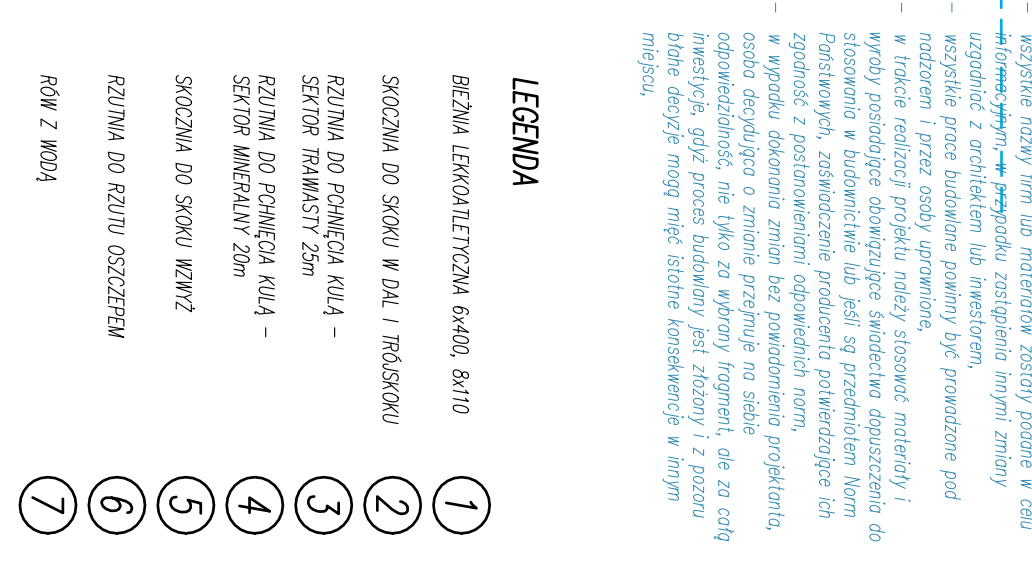 – wszystkie nazwy firm lub materiałów zostały podane w celu
informacyjnym, w przypadku zastąpienia innymi zmiany
uzgadniać z architektem lub inwestorem,
– wszystkie prace budowlane powinny być prowadzone pod
nadzorem i przez osoby uprawnione,
– w trakcie realizacji projektu należy stosować materiały i
wyroby posiadające obowiązujące świadectwa dopuszczenia do
stosowania w budownictwie lub jeśli są przedmiotem Norm
Państwowych, zaświadczenie producenta potwierdzające ich
zgodność z postanowieniami odpowiednich norm,
– w wypadku dokonania zmian bez powiadomienia projektanta,
osoba decydująca o zmianie przejmuje na siebie
odpowiedzialność, nie tylko za wybrany fragment, ale za całą
inwestycje, gdyż proces budowlany jest złożony i z pozoru
błahe decyzje mogą mięć istotne konsekwencje w innym
miejscu,
LEGENDA
BIEŻNIA LEKKOATLETYCZNA 6x400, 8x110 1
SKOCZNIA DO SKOKU W DAL I TRÓJSKOKU 2
RZUTNIA DO PCHNIĘCIA KULĄ –
SEKTOR TRAWIASTY 25m 3
RZUTNIA DO PCHNIĘCIA KULĄ –
SEKTOR MINERALNY 20m 4
SKOCZNIA DO SKOKU WZWYŻ 5
RZUTNIA DO RZUTU OSZCZEPEM 6
RÓW Z WODĄ 7